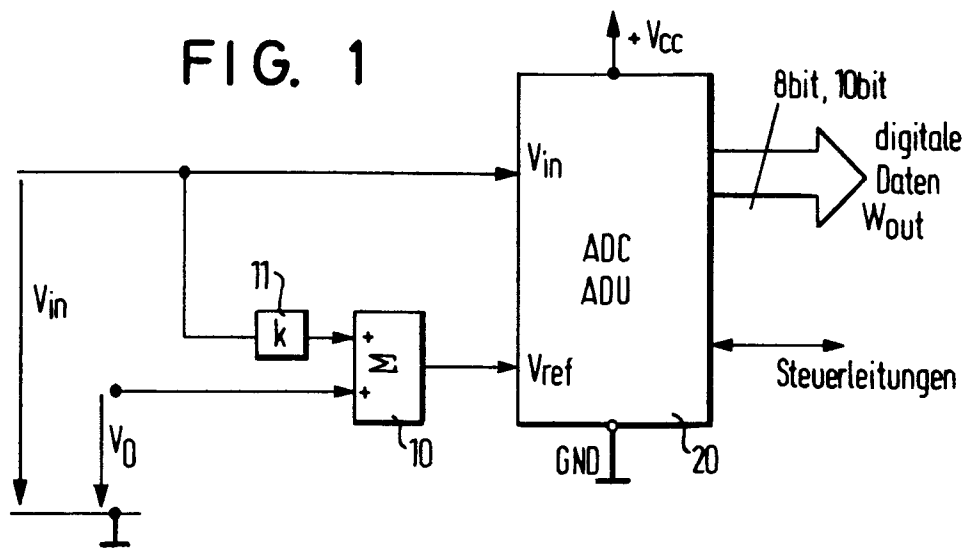 FIG. 1
+ Vcc
8bit, 10bit
digitale
Daten
Wout
Vin
ADC
ADU
11
Vin
k
+
Σ
+
Vref
Steuerleitungen
V0
10
GND
20